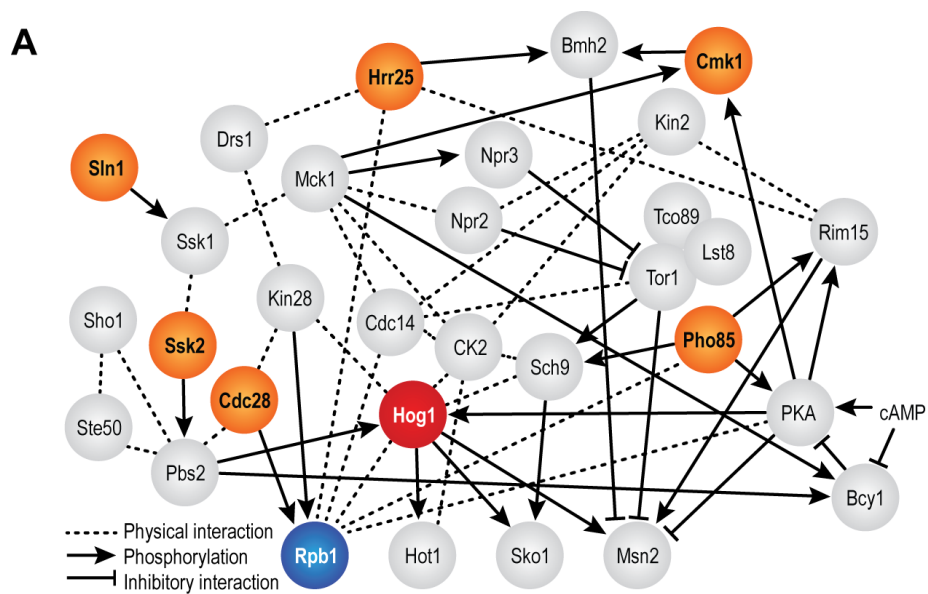 A
Bmh2
Hrr25
Cmk1
Kin2
Drs1
Npr3
Sln1
Mck1
Tco89
Npr2
Rim15
Ssk1
Lst8
Tor1
Kin28
Sho1
Cdc14
Pho85
Ssk2
CK2
Sch9
Cdc28
Hog1
PKA
cAMP
Ste50
Pbs2
Bcy1
Physical interaction
Phosphorylation
Inhibitory interaction
Rpb1
Hot1
Sko1
Msn2